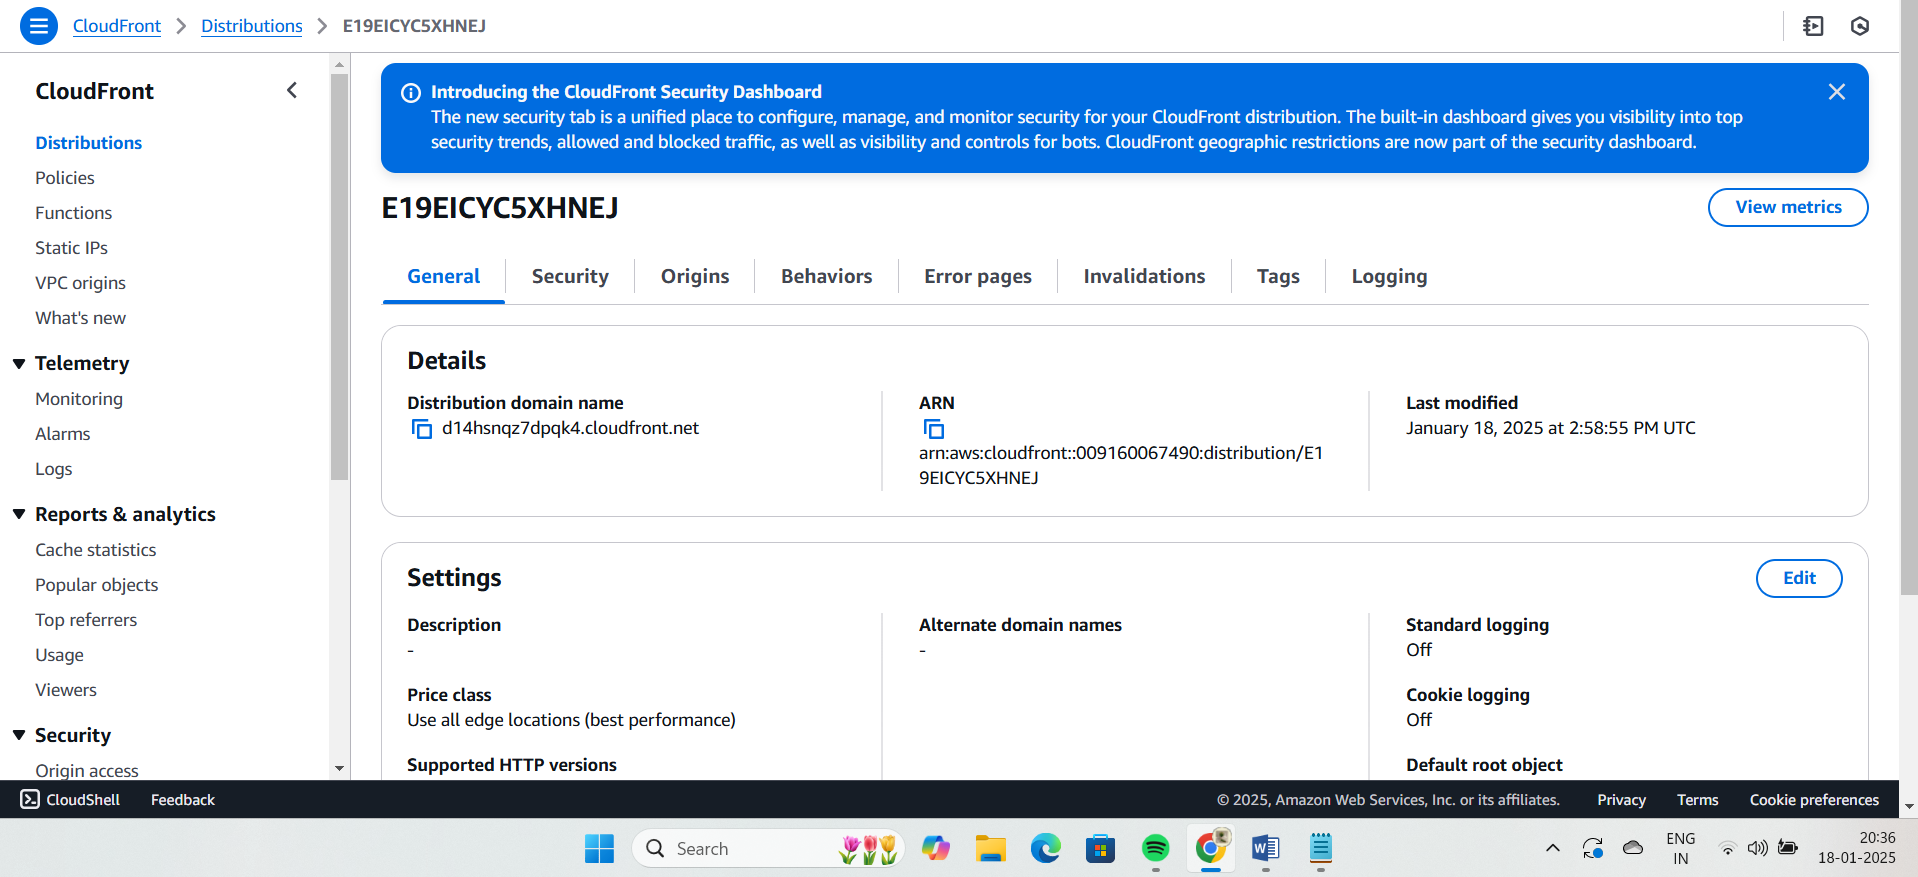 CloudFront
Distributions
E19EICYC5XHNEJ
CloudFront
Distributions
Policies
Functions
Static IPs
VPC origins
What's new
Telemetry
Monitoring
Alarms
Logs
Reports & analytics
Cache statistics
Popular objects
Top referrers
Usage
Viewers
Security
Origin access
Introducing the CloudFront Security Dashboard
The new security tab is a unified place to configure, manage, and monitor security for your CloudFront distribution. The built-in dashboard gives you visibility into top
security trends, allowed and blocked traffic, as well as visibility and controls for bots. CloudFront geographic restrictions are now part of the security dashboard.
E19EICYC5XHNEJ
View metrics
General
Security
Origins
Behaviors
Error pages
Invalidations
Tags
Logging
Details
Distribution domain name
d14hsnqz7dpqk4.cloudfront.net
ARN
arn:aws:cloudfront::009160067490:distribution/E1
9EICYC5XHNEJ
Last modified
January 18, 2025 at 2:58:55 PM UTC
Settings
Edit
Description
-
Price class
Use all edge locations (best performance)
Supported HTTP versions
Alternate domain names
-
Standard logging
Off
Cookie logging
Off
Default root object
CloudShell
Feedback
© 2025, Amazon Web Services, Inc. or its affiliates.
Privacy
Terms
Cookie preferences
Search
ENG
IN
20:36
18-01-2025